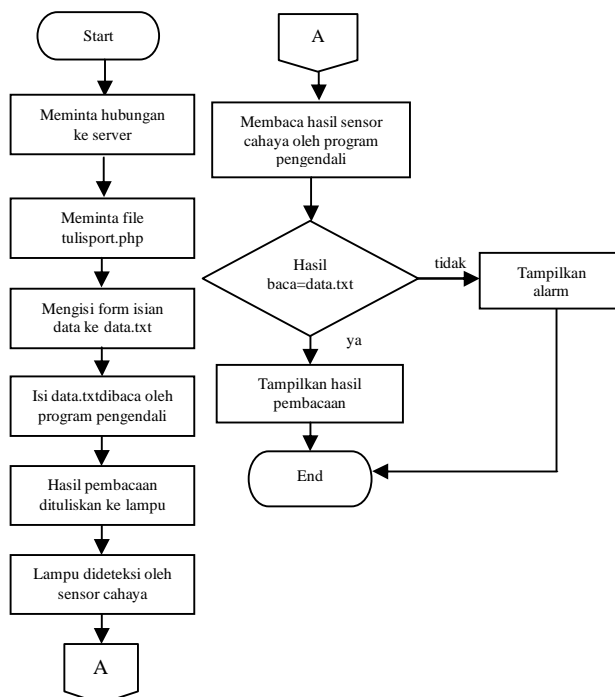 Start
Meminta hubungan
ke server
Meminta file
tulisport.php
Mengisi form isian
data ke data.txt
Isi data.txtdibaca oleh
program pengendali
Hasil pembacaan
dituliskan ke lampu
Lampu dideteksi oleh
sensor cahaya
A
A
Membaca hasil sensor
cahaya oleh program
pengendali
Hasil
baca=data.txt
tidak
Tampilkan
alarm
ya
Tampilkan hasil
pembacaan
End